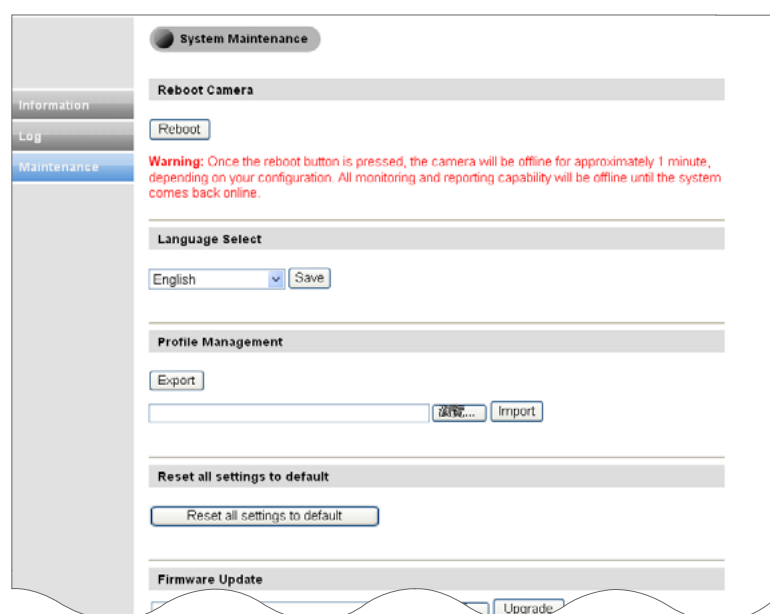 System Maintenance
Information
Log
Maintenance
Reboot Camera
Reboot
Warning: Once the reboot button is pressed, the camera will be offline for approximately 1 minute,
depending on your configuration. All monitoring and reporting capability will be offline until the system
comes back online.
Language Select
English Save
Profile Management
Export
瀏覽... Import
Reset all settings to default
Reset all settings to default
Firmware Update
Upgrade